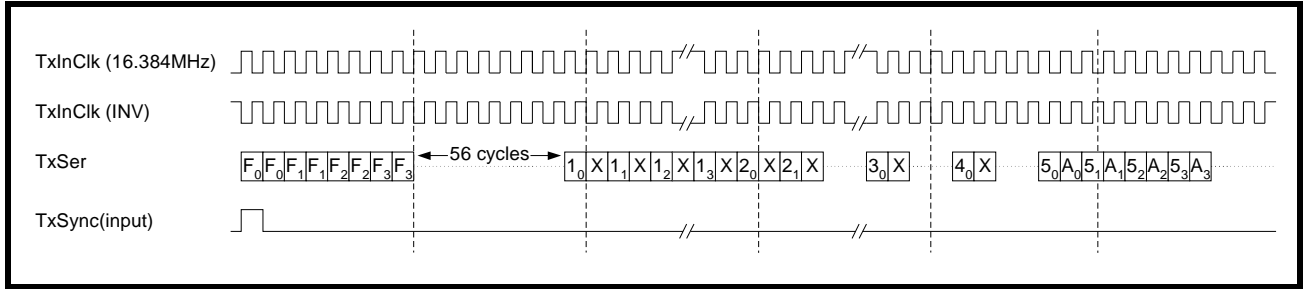 TxInClk (16.384MHz)
TxInClk (INV)
TxSer F₀ F₀ F₁ F₁ F₂ F₂ F₃ F₃ 56 cycles 1₀ X 1₁ X 1₂ X 1₃ X 2₀ X 2₁ X 3₀ X 4₀ X 5₀ A₀ 5₁ A₁ 5₂ A₂ 5₃ A₃
TxSync(input)